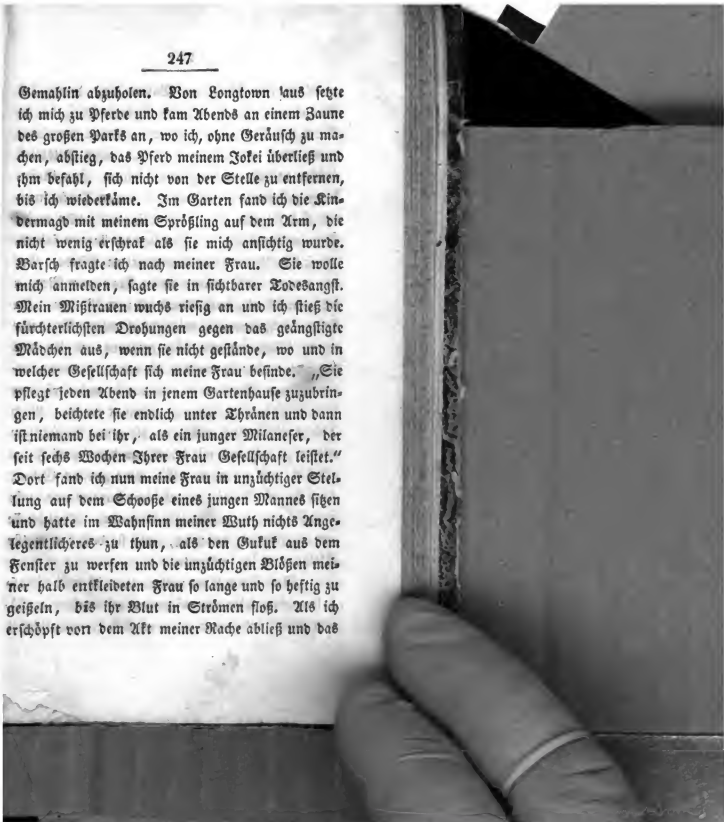 247
Gemahlin abzuholen. Von Longtown aus setzte
ich mich zu Pferde und kam Abends an einem Zaune
des großen Parks an, wo ich, ohne Geräusch zu ma-
chen, abstieg, das Pferd meinem Jokei überließ und
ihm befahl, sich nicht von der Stelle zu entfernen,
bis ich wiederkäme. Im Garten fand ich die Kin-
dermagd mit meinem Sprößling auf dem Arm, die
nicht wenig erschrak als sie mich ansichtig wurde.
Barsch fragte ich nach meiner Frau. Sie wolle
mich anmelden, sagte sie in sichtbarer Todesangst.
Mein Mißtrauen wuchs riesig an und ich stieß die
fürchterlichsten Drohungen gegen das geängstigte
Mädchen aus, wenn sie nicht gestände, wo und in
welcher Gesellschaft sich meine Frau befinde. „Sie
pflegt jeden Abend in jenem Gartenhause zuzubrin-
gen, beichtete sie endlich unter Thränen und dann
ist niemand bei ihr, als ein junger Milaneser, der
seit sechs Wochen Ihrer Frau Gesellschaft leistet.“
Dort fand ich nun meine Frau in unzüchtiger Stel-
lung auf dem Schooße eines jungen Mannes sitzen
und hatte im Wahnsinn meiner Wuth nichts Ange-
legentlicheres zu thun, als den Gukuk aus dem
Fenster zu werfen und die unzüchtigen Blößen mei-
ner halb entkleideten Frau so lange und so heftig zu
geißeln, bis ihr Blut in Strömen floß. Als ich
erschöpft von dem Akt meiner Rache abließ und das